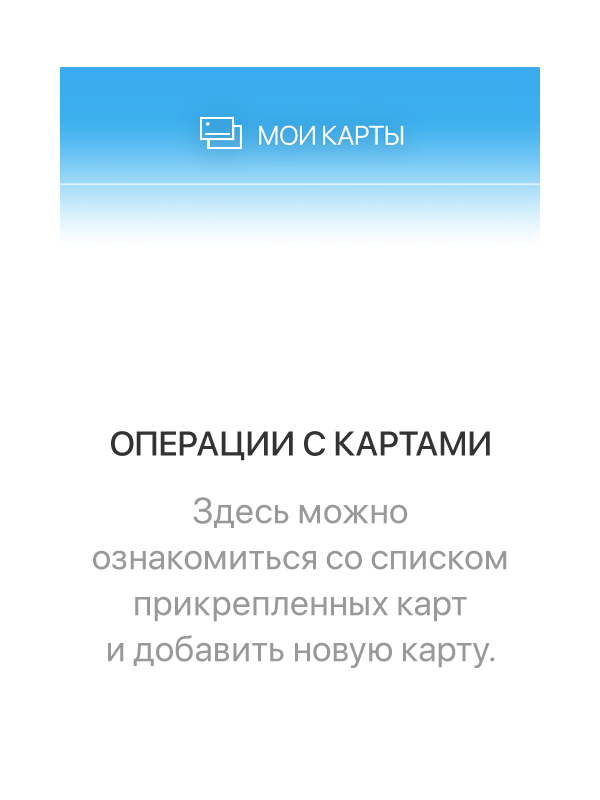 МОИ КАРТЫ
ОПЕРАЦИИ С КАРТАМИ
Здесь можно
ознакомиться со списком
прикрепленных карт
и добавить новую карту.